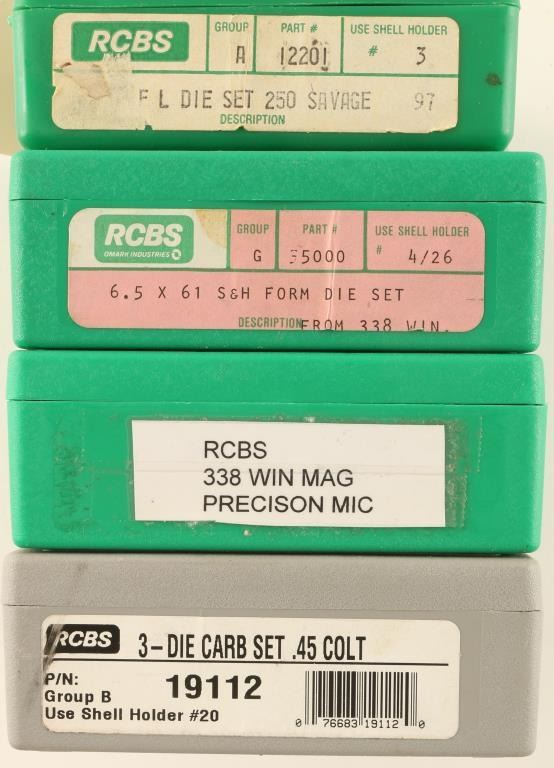 RCBS
GROUP
A
PART #
12201
USE SHELL HOLDER
# 3
F L DIE SET 250 SAVAGE 97
DESCRIPTION
RCBS
OMARK INDUSTRIES
GROUP
G
PART #
55000
USE SHELL HOLDER
# 4/26
6.5 X 61 S&H FORM DIE SET
DESCRIPTION FROM 338 WIN.
RCBS
338 WIN MAG
PRECISON MIC
RCBS 3-DIE CARB SET .45 COLT
P/N: 19112
Group B
Use Shell Holder #20
0 76683 19112 0